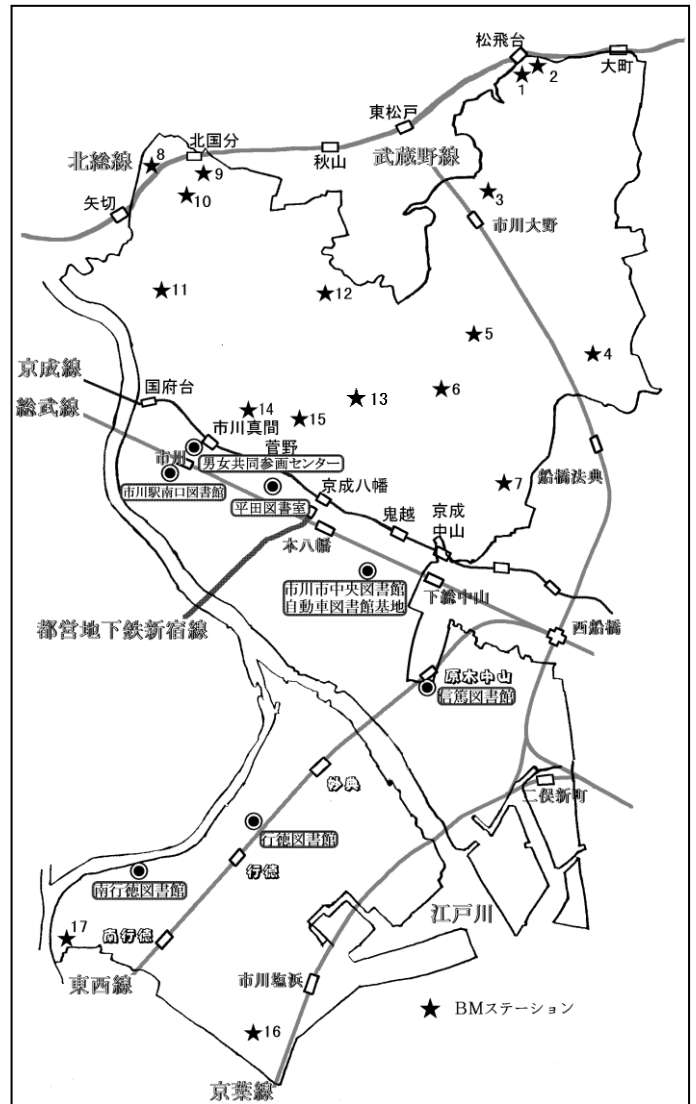 松飛台
大町
1
2
東松戸
北国分
秋山
北総線
武蔵野線
8
9
10
矢切
3
市川大野
11
12
5
4
6
京成線
国府台
13
総武線
14
15
市川真間
菅野
市川
男女共同参画センター
市川駅南口図書館
平田図書室
京成八幡
鬼越
京成
中山
7
船橋法典
本八幡
市川市中央図書館
自動車図書館基地
下総中山
都営地下鉄新宿線
西船橋
原木中山
信篤図書館
妙典
二俣新町
行徳図書館
行徳
南行徳図書館
江戸川
17
南行徳
東西線
市川塩浜
16
京葉線
★ BMステーション